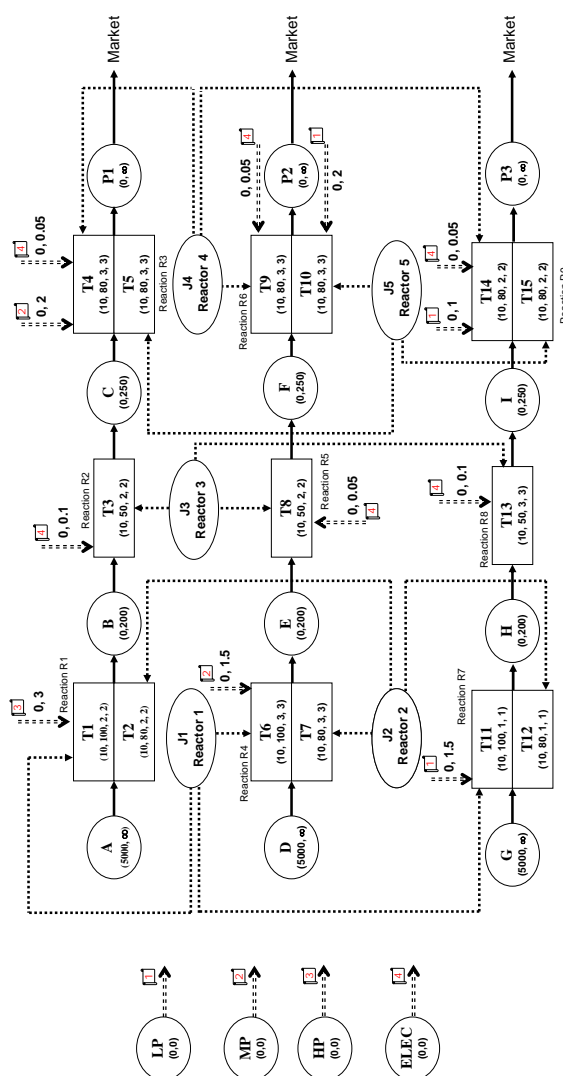 A
(5000, ∞)
T1
(10, 100, 2, 2)
T2
(10, 80, 2, 2)
Reaction R1
3
0, 3
B
(0,200)
T3
(10, 50, 2, 2)
Reaction R2
4
0, 0.1
C
(0,250)
T4
(10, 80, 3, 3)
T5
(10, 80, 3, 3)
Reaction R3
2
0, 2
4
0, 0.05
P1
(0, ∞)
Market
J1
Reactor 1
J3
Reactor 3
J4
Reactor 4
LP
(0,0)
1
MP
(0,0)
2
HP
(0,0)
3
ELEC
(0,0)
4
D
(5000, ∞)
T6
(10, 100, 3, 3)
T7
(10, 80, 3, 3)
Reaction R4
2
0, 1.5
E
(0,200)
T8
(10, 50, 2, 2)
Reaction R5
4
0, 0.05
F
(0,250)
T9
(10, 80, 3, 3)
T10
(10, 80, 3, 3)
Reaction R6
4
0, 0.05
1
0, 2
P2
(0, ∞)
Market
J2
Reactor 2
J5
Reactor 5
G
(5000, ∞)
T11
(10, 100, 1, 1)
T12
(10, 80, 1, 1)
Reaction R7
1
0, 1.5
H
(0,200)
T13
(10, 50, 3, 3)
Reaction R8
4
0, 0.1
I
(0,250)
T14
(10, 80, 2, 2)
T15
(10, 80, 2, 2)
Reaction
1
0, 1
4
0, 0.05
P3
(0, ∞)
Market